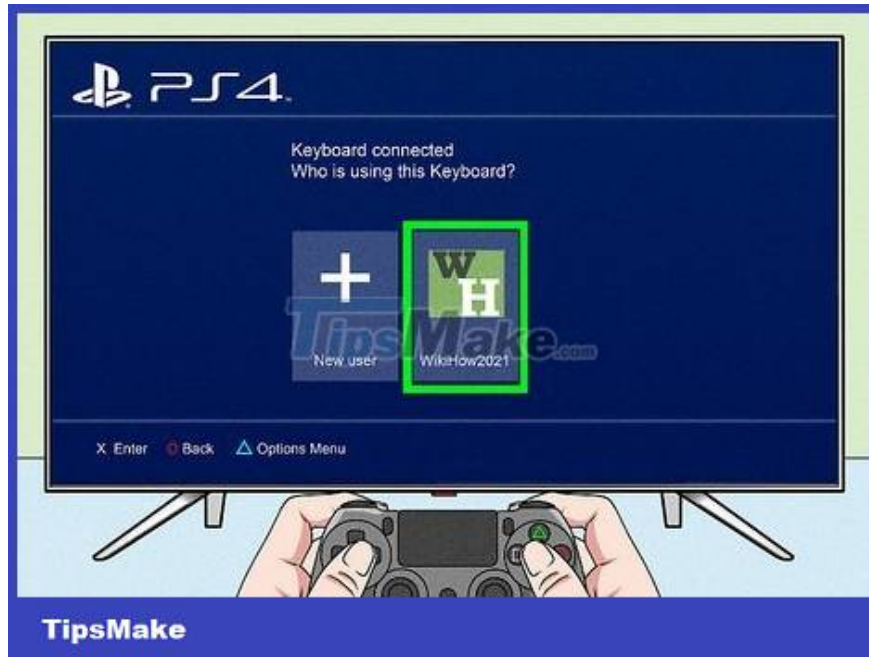 PS4
Keyboard connected
Who is using this Keyboard?
W
H
TipsMake.com
New user
WikiHow2021
X Enter O Back △ Options Menu
TipsMake